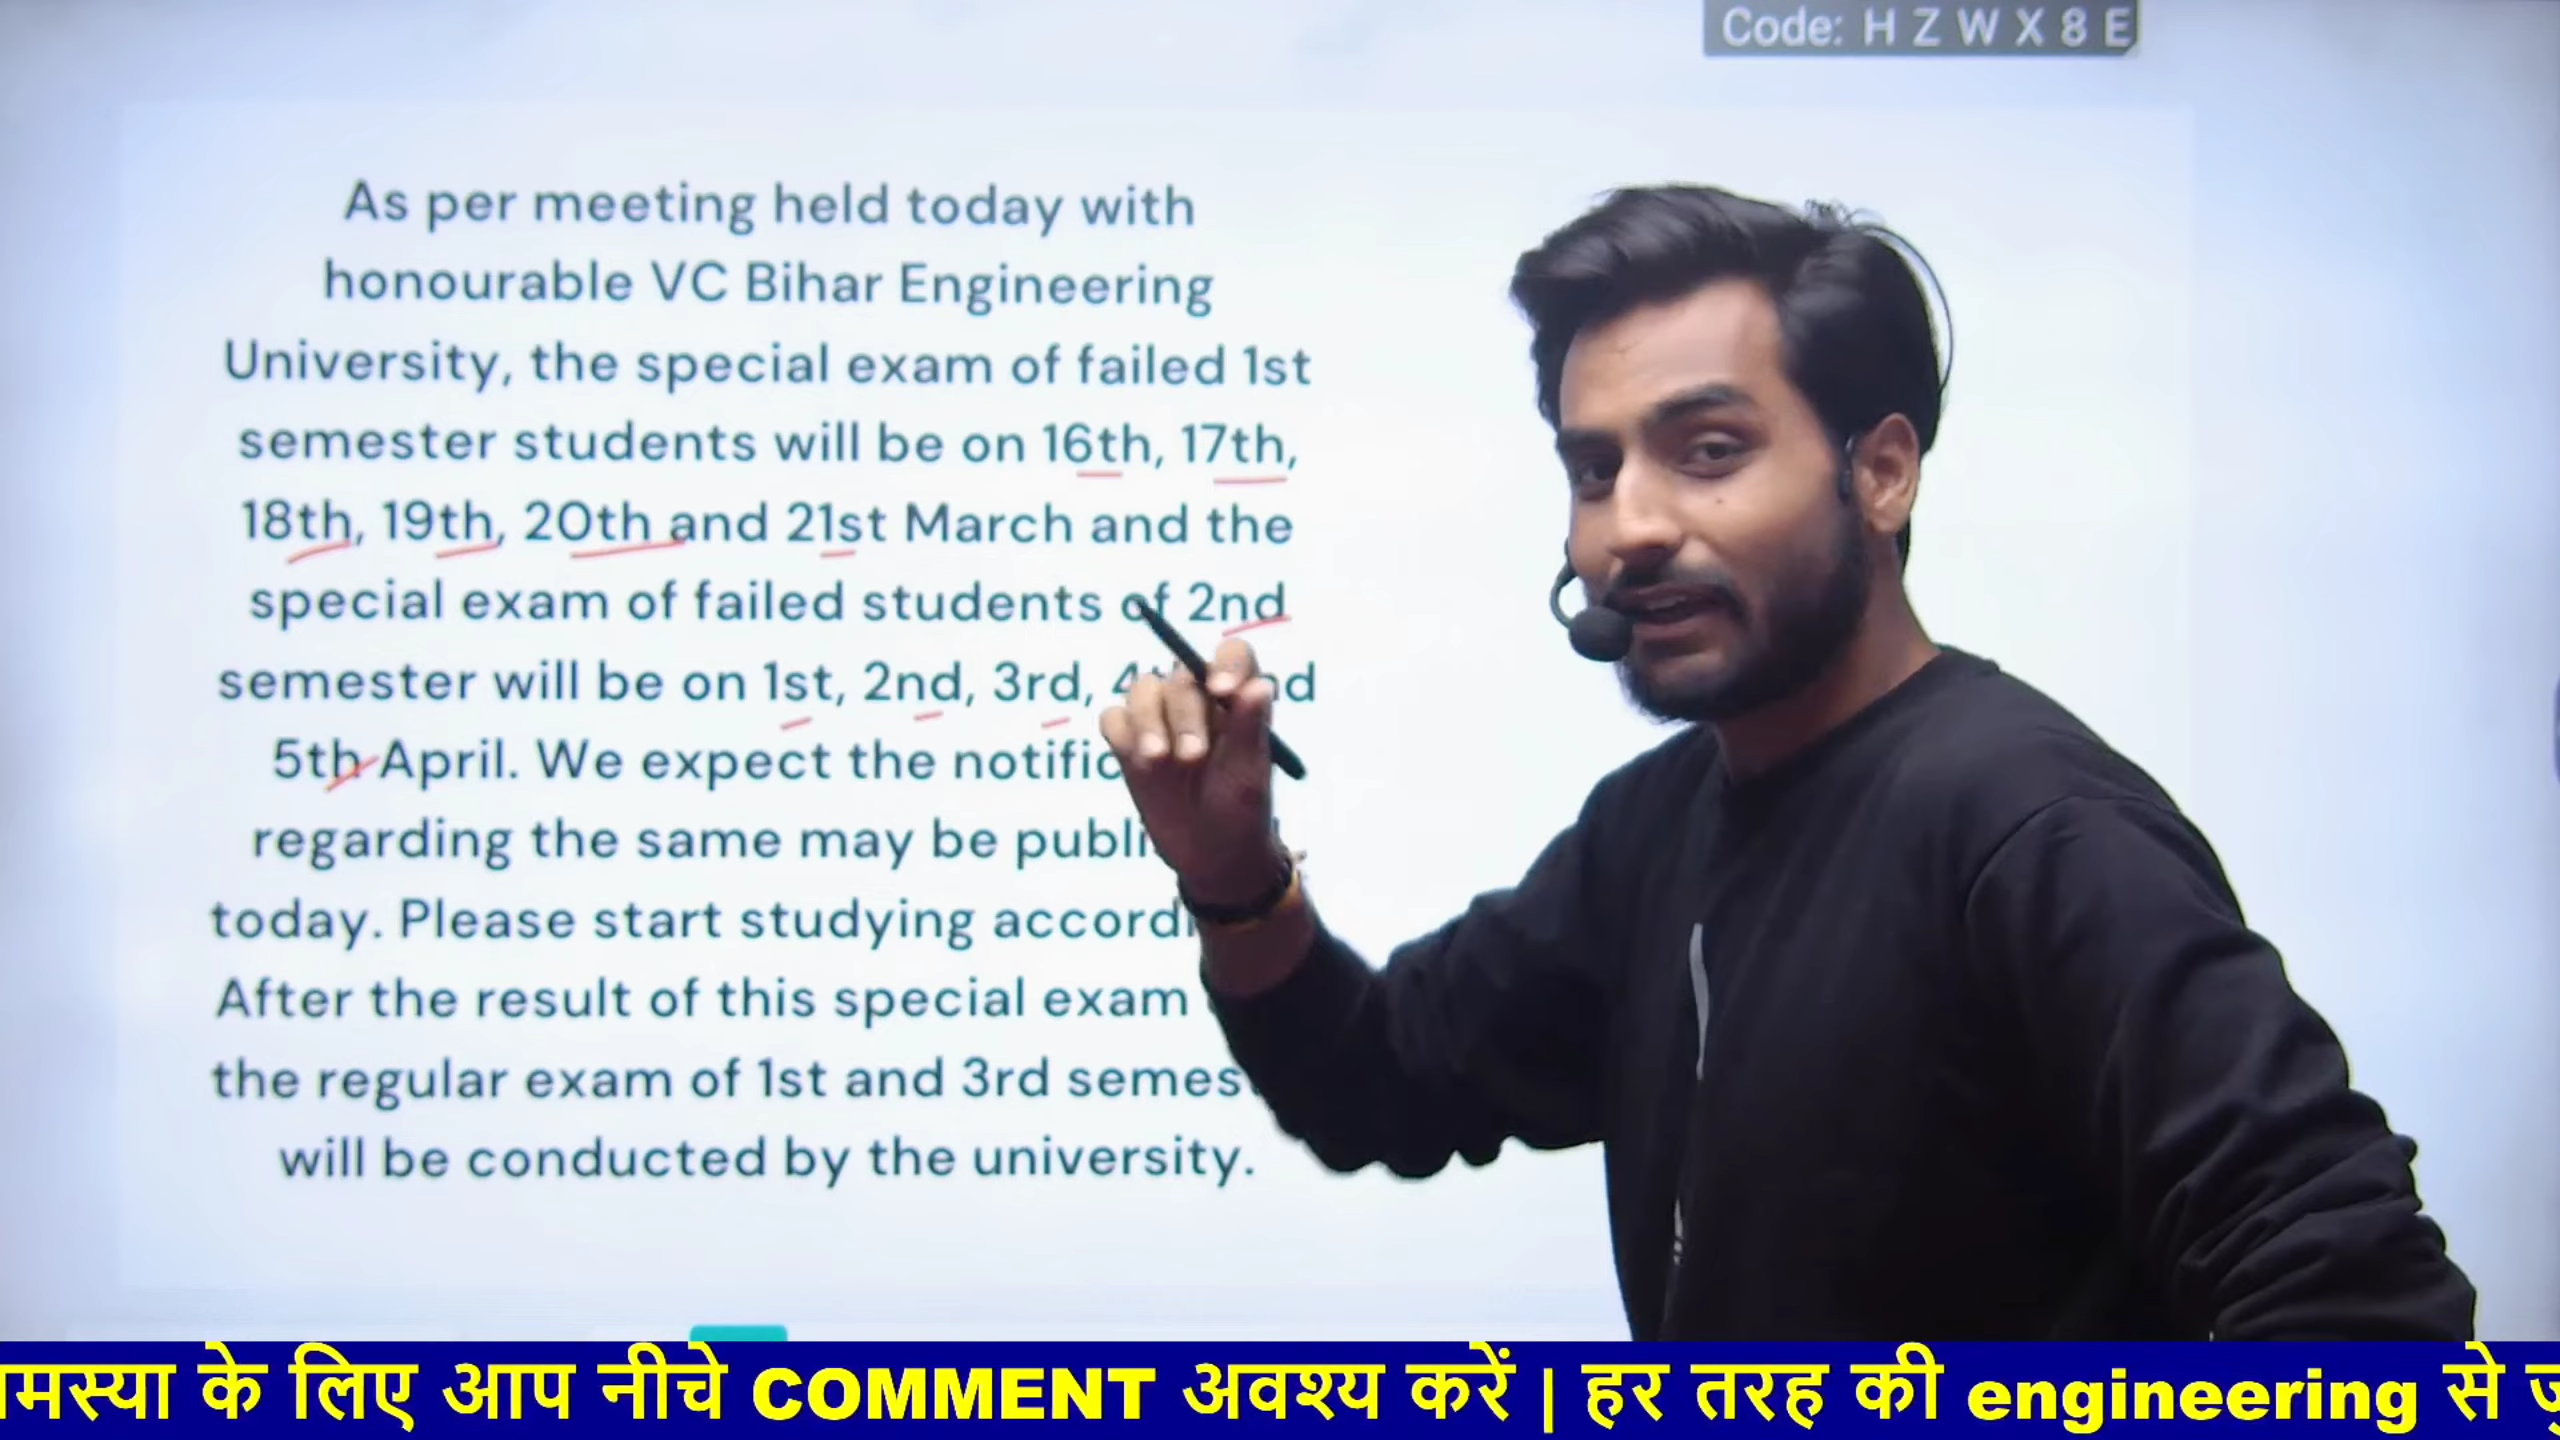 Code: H Z W X 8 E
As per meeting held today with
honourable VC Bihar Engineering
University, the special exam of failed 1st
semester students will be on 16th, 17th,
18th, 19th, 20th and 21st March and the
special exam of failed students of 2nd
semester will be on 1st, 2nd, 3rd,
5th April. We expect the
regarding the same may be
today. Please start studying
After the result of this special exam
the regular exam of 1st and 3rd
will be conducted by the university.
के लिए आप नीचे COMMENT अवश्य करें | हर तरह की engineering से